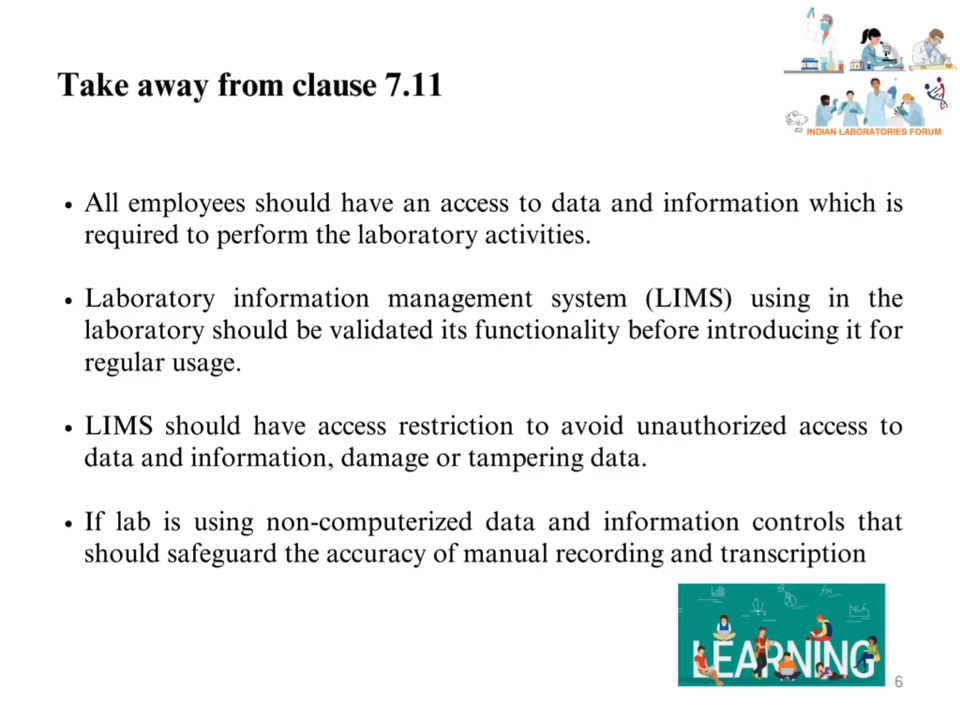 INDIAN LABORATORIES FORUM
Take away from clause 7.11
• All employees should have an access to data and information which is
required to perform the laboratory activities.
• Laboratory information management system (LIMS) using in the
laboratory should be validated its functionality before introducing it for
regular usage.
• LIMS should have access restriction to avoid unauthorized access to
data and information, damage or tampering data.
• If lab is using non-computerized data and information controls that
should safeguard the accuracy of manual recording and transcription
LEARNING
6